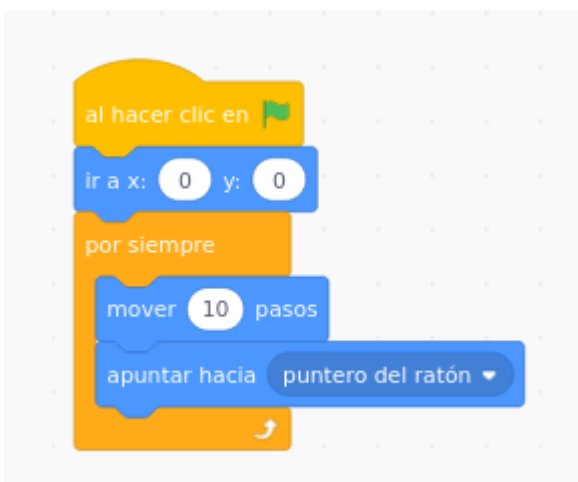 al hacer clic en
ir a x: 0 y: 0
por siempre
mover 10 pasos
apuntar hacia puntero del ratón